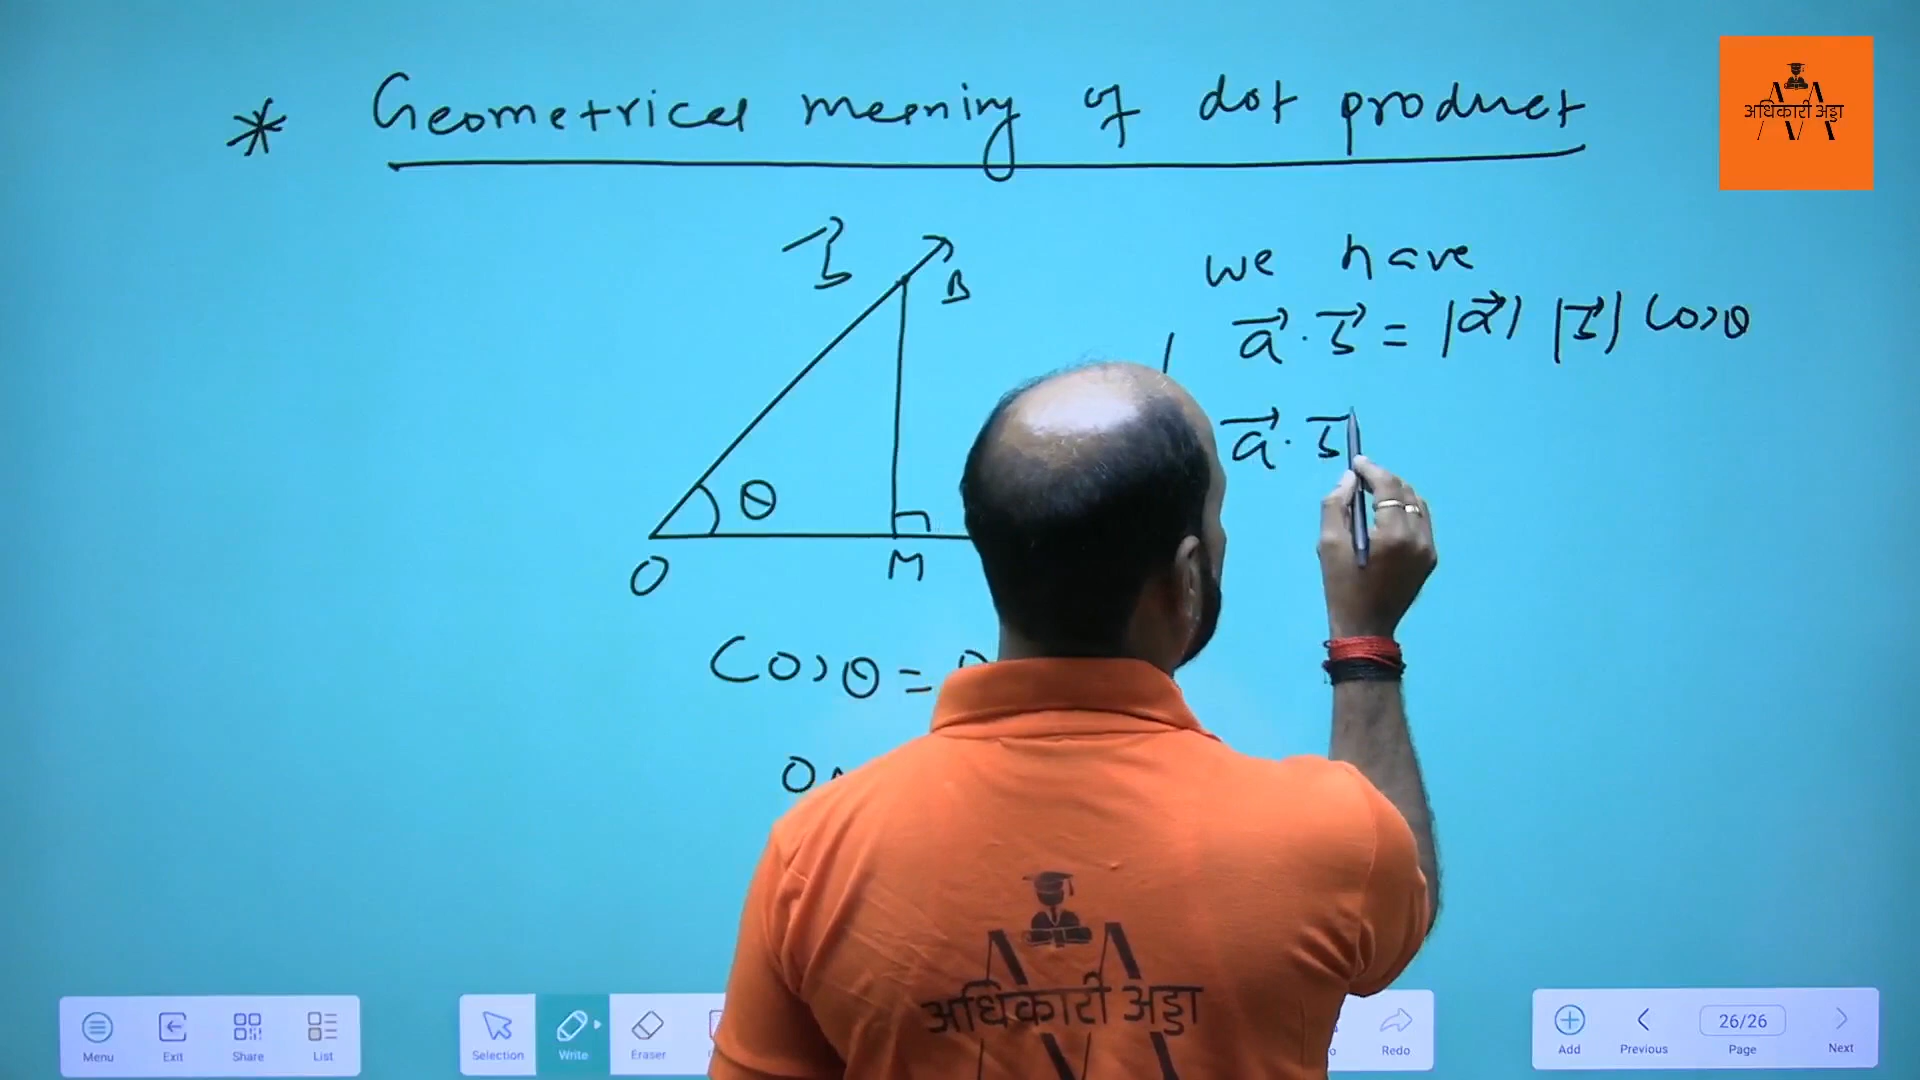 * Geometrical meaning of dot product
अधिकारी अड्डा
b
B
θ
O
M
we have
a⃗ · b⃗ = |a⃗| |b⃗| Cosθ
a⃗ · b
Cosθ =
अधिकारी अड्डा
Menu Exit Share List
Selection Write Eraser
Redo
Add Previous 26/26 Page Next